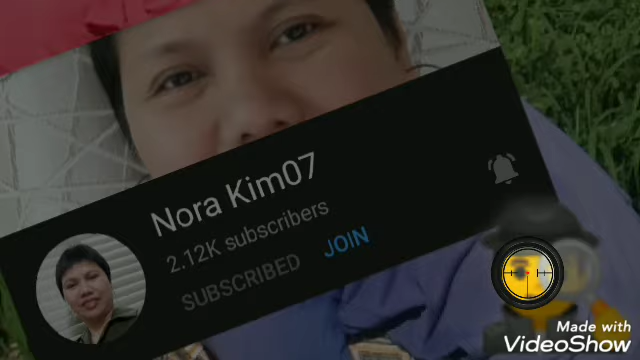 Nora Kim07
2.12K subscribers
SUBSCRIBED JOIN
Made with
VideoShow